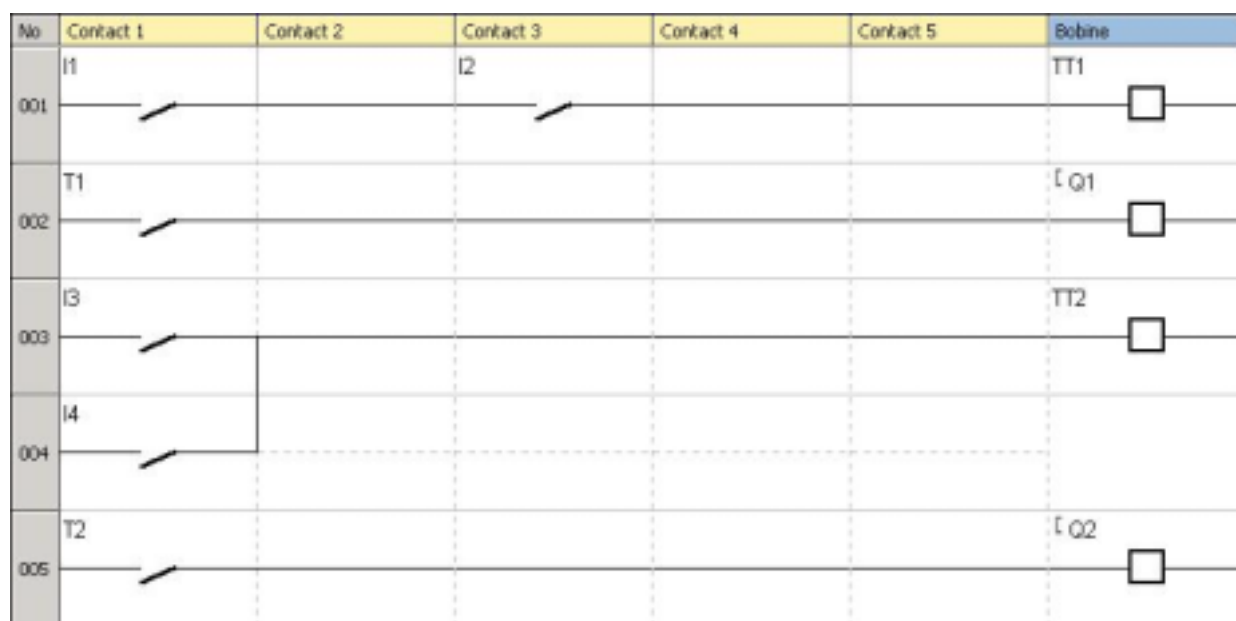 No Contact 1 Contact 2 Contact 3 Contact 4 Contact 5 Bobine
I1 I2 TT1
001
T1 [ Q1
002
I3 TT2
003
I4
004
T2 [ Q2
005